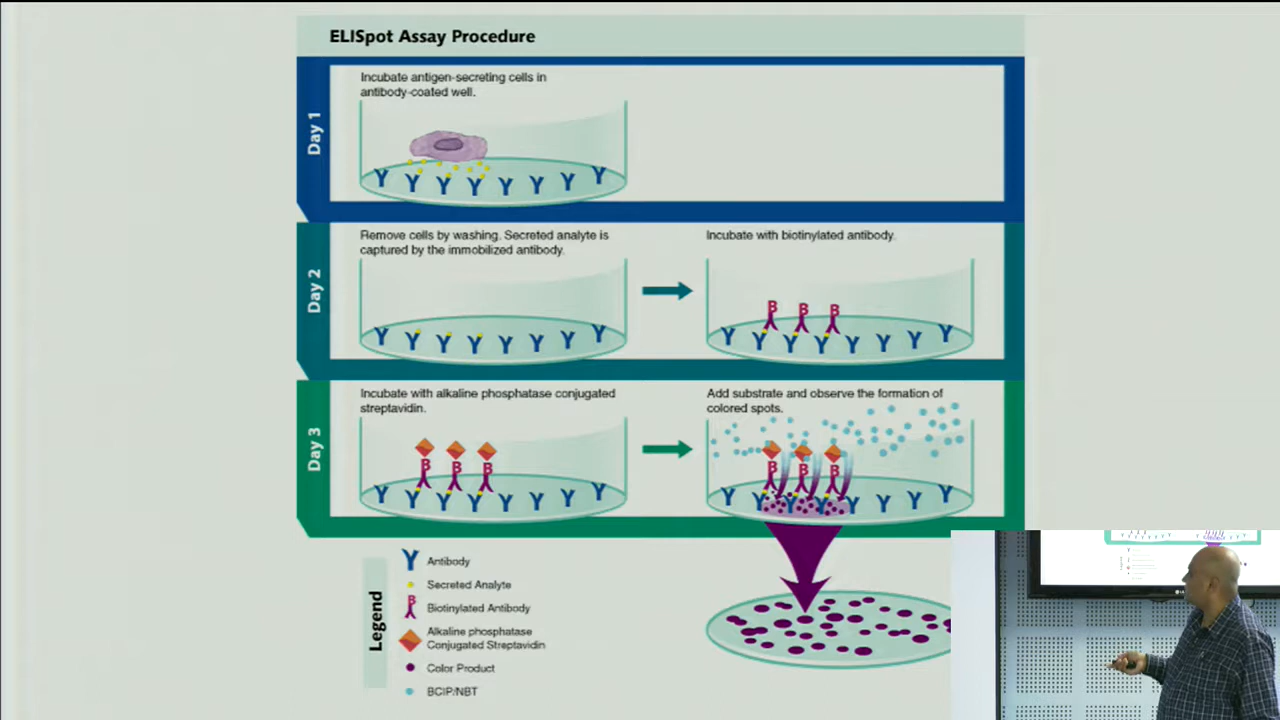 ELISpot Assay Procedure
Day 1
Incubate antigen-secreting cells in
antibody-coated well.
Day 2
Remove cells by washing. Secreted analyte is
captured by the immobilized antibody.
Incubate with biotinylated antibody.
B B B
Day 3
Incubate with alkaline phosphatase conjugated
streptavidin.
B B B
Add substrate and observe the formation of
colored spots.
B B B
Legend
Antibody
Secreted Analyte
B
Biotinylated Antibody
Alkaline phosphatase
Conjugated Streptavidin
Color Product
BCIP/NBT